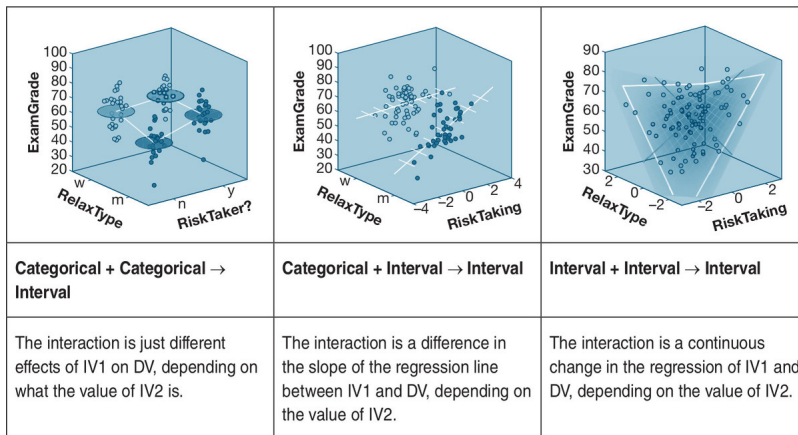 100
90
80
70
60
50
40
30
20
ExamGrade
w
m
RelaxType
n
y
RiskTaker?
100
90
80
70
60
50
40
30
20
ExamGrade
w
m
RelaxType
−4
−2
0
2
4
RiskTaking
90
80
70
60
50
40
30
ExamGrade
2
0
−2
RelaxType
−2
0
2
RiskTaking
Categorical + Categorical →
Interval
Categorical + Interval → Interval
Interval + Interval → Interval
The interaction is just different
effects of IV1 on DV, depending on
what the value of IV2 is.
The interaction is a difference in
the slope of the regression line
between IV1 and DV, depending on
the value of IV2.
The interaction is a continuous
change in the regression of IV1 and
DV, depending on the value of IV2.